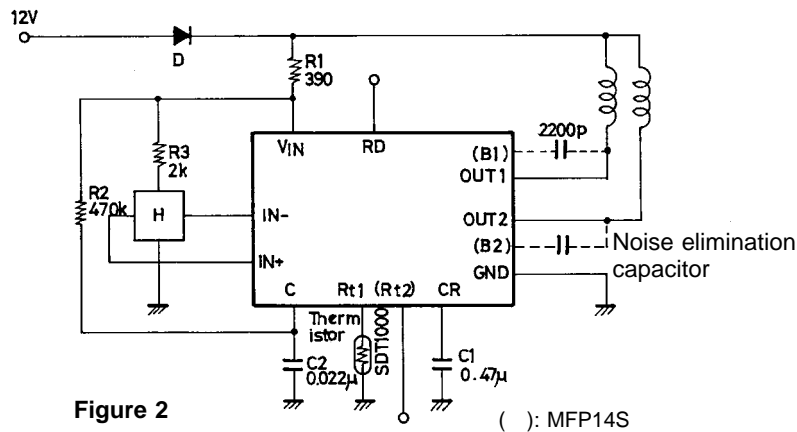 12V
D
R1
390
R3
2k
R2
470k
H
VIN
RD
(B1)
OUT1
2200p
IN-
OUT2
IN+
(B2)
Noise elimination
capacitor
GND
C
Rt1
(Rt2)
CR
Therm
istor
SDT1000
C2
0.022μ
C1
0.47μ
Figure 2
( ): MFP14S